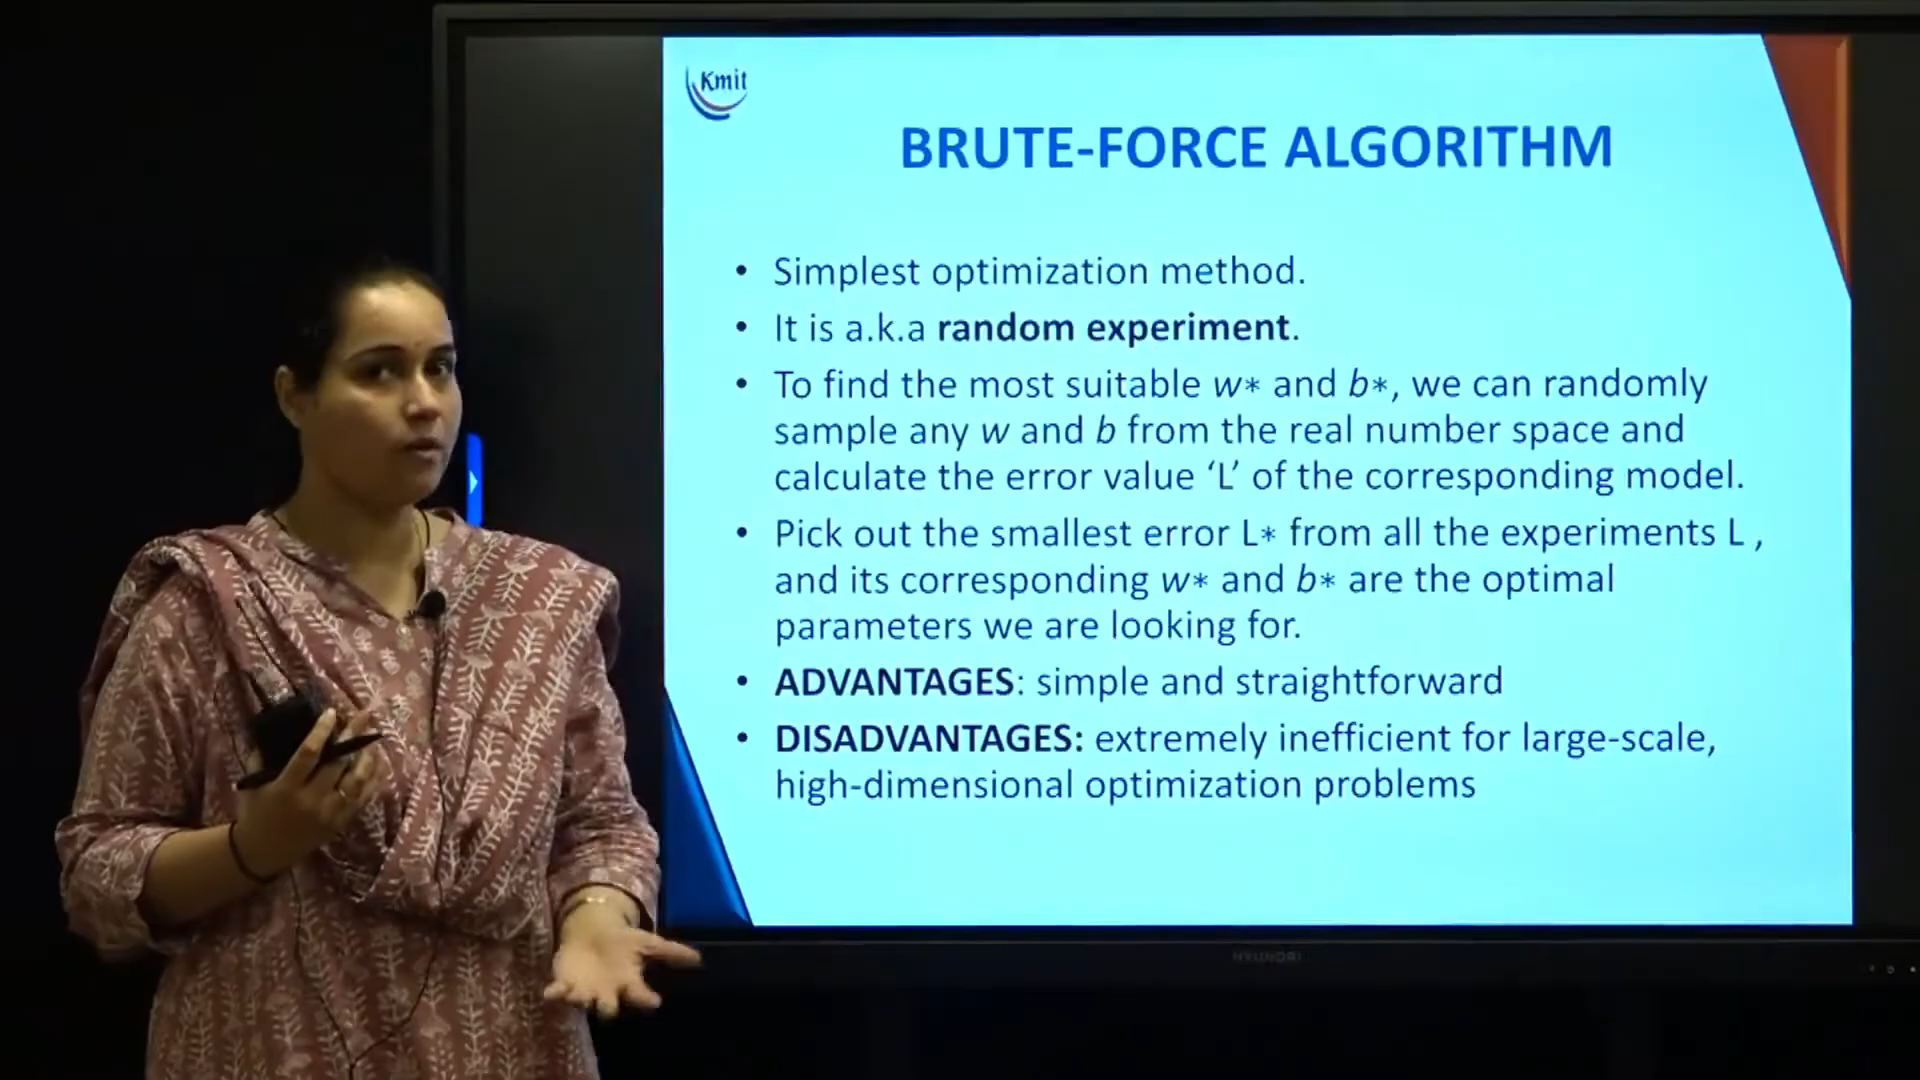 Kmit
BRUTE-FORCE ALGORITHM
• Simplest optimization method.
• It is a.k.a random experiment.
• To find the most suitable w* and b*, we can randomly
sample any w and b from the real number space and
calculate the error value ‘L’ of the corresponding model.
• Pick out the smallest error L* from all the experiments L ,
and its corresponding w* and b* are the optimal
parameters we are looking for.
• ADVANTAGES: simple and straightforward
• DISADVANTAGES: extremely inefficient for large-scale,
high-dimensional optimization problems
HYUNDAI